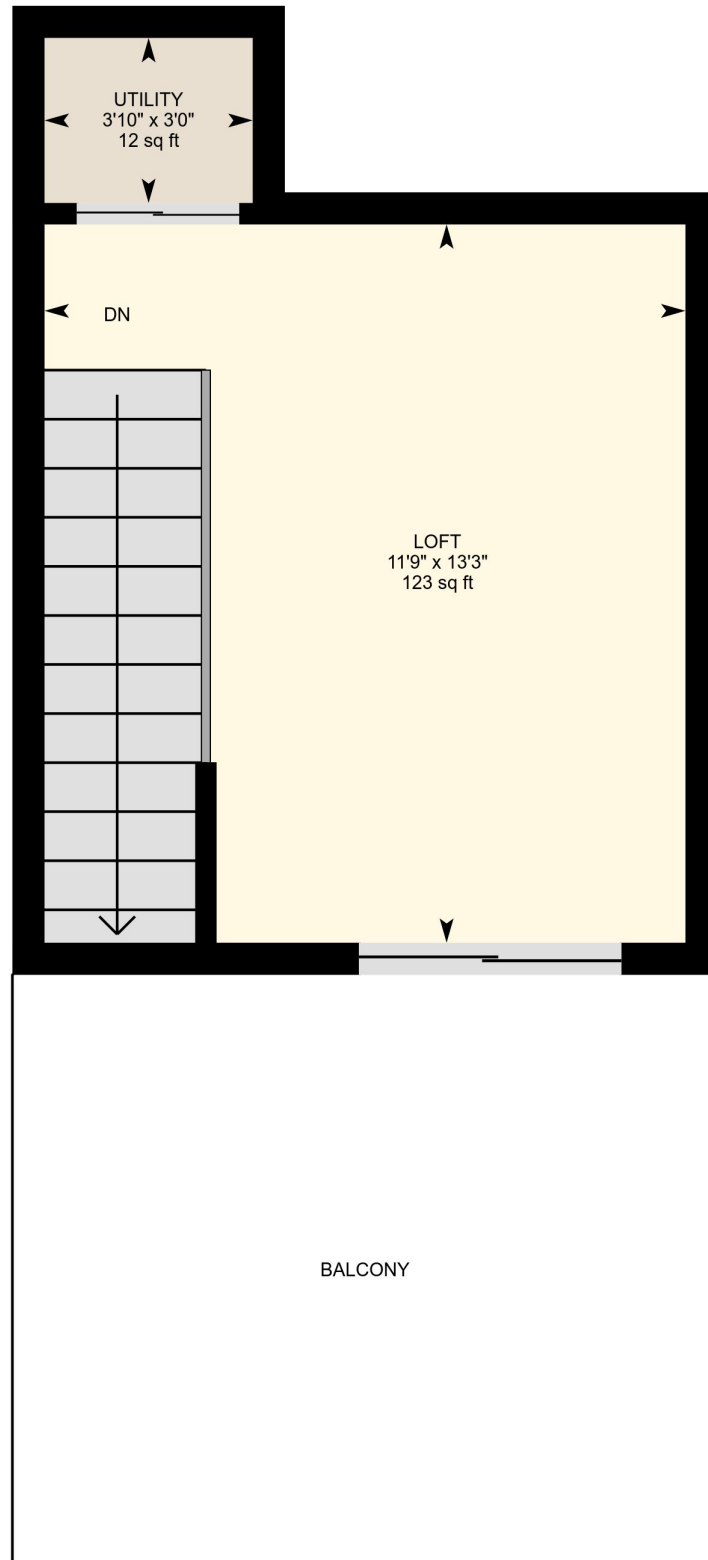 UTILITY
3'10" x 3'0"
12 sq ft
DN
LOFT
11'9" x 13'3"
123 sq ft
BALCONY